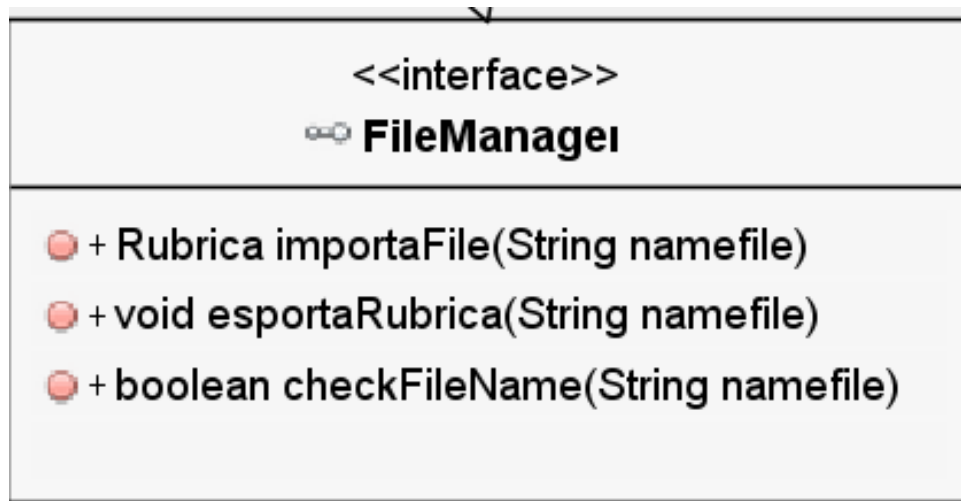 <<interface>>
FileManager
+ Rubrica importaFile(String namefile)
+ void esportaRubrica(String namefile)
+ boolean checkFileName(String namefile)